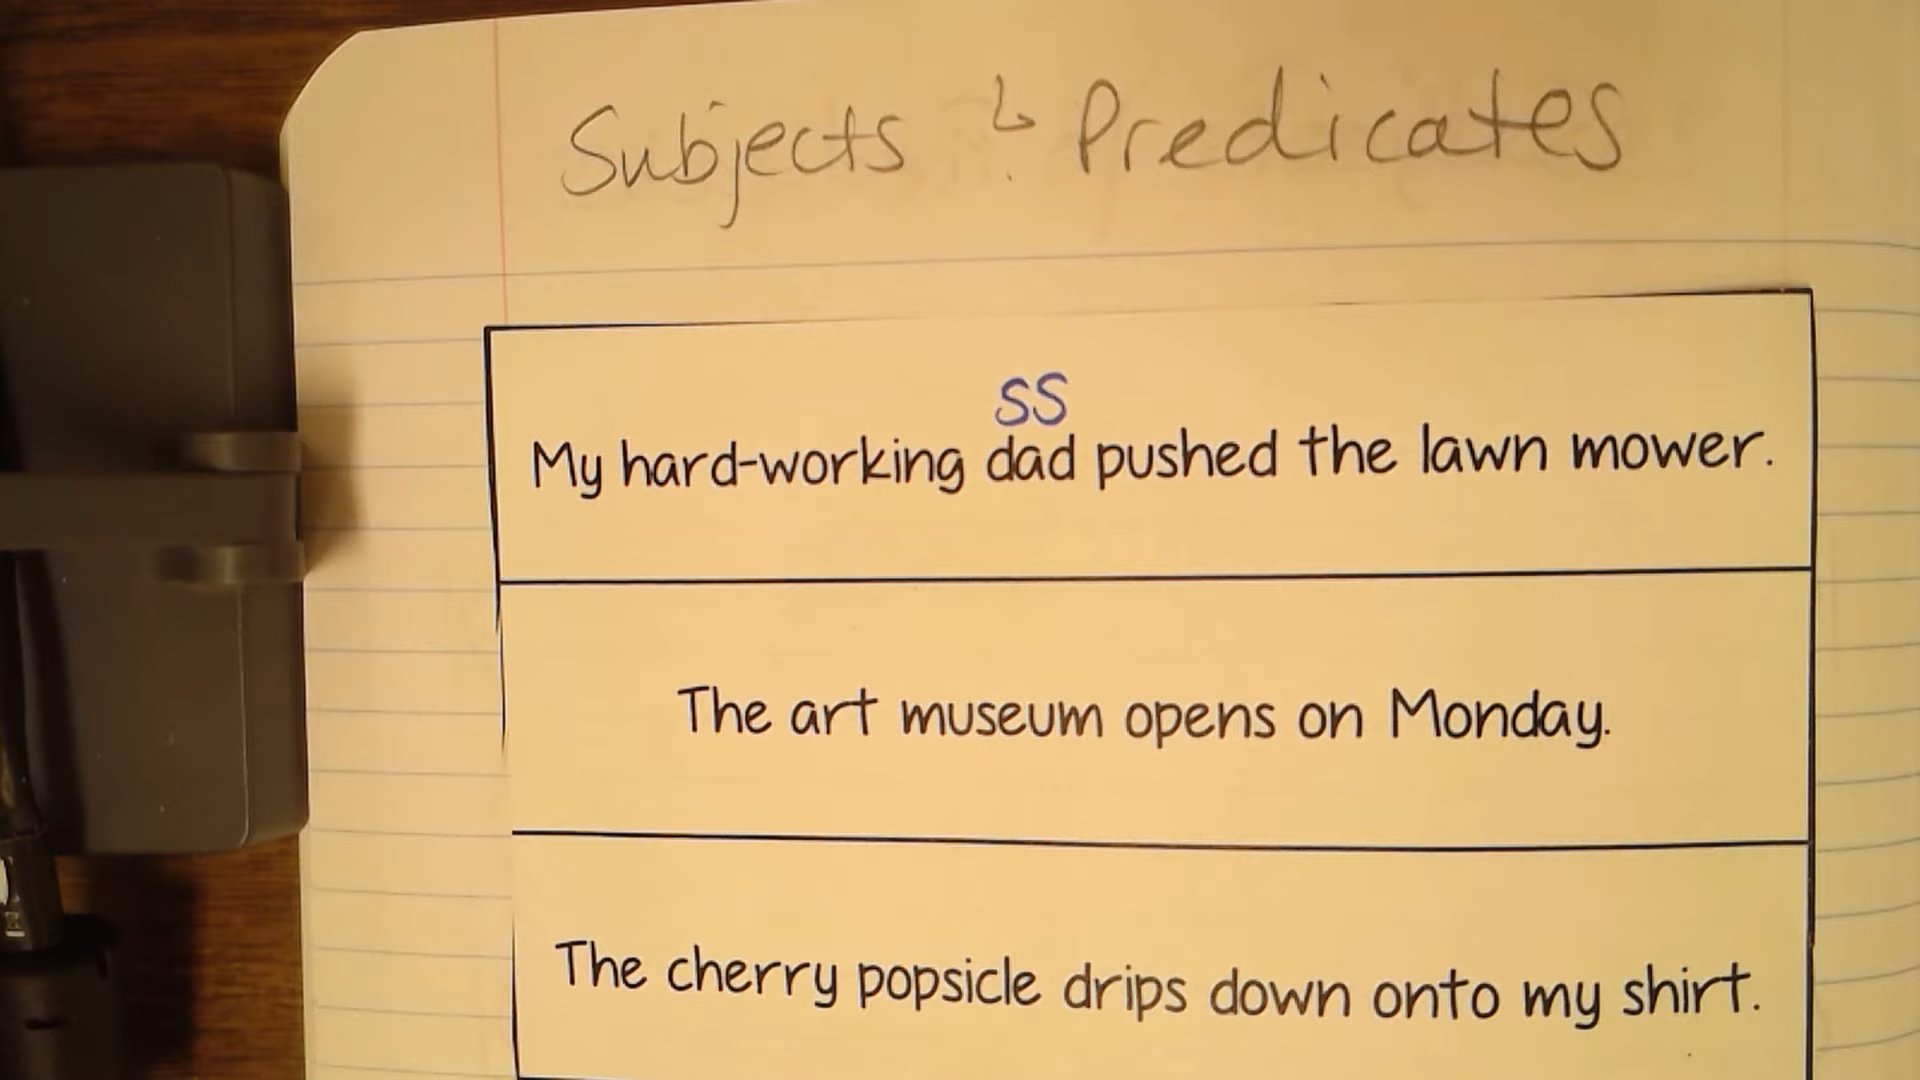 Subjects & Predicates
SS
My hard-working dad pushed the lawn mower.
The art museum opens on Monday.
The cherry popsicle drips down onto my shirt.